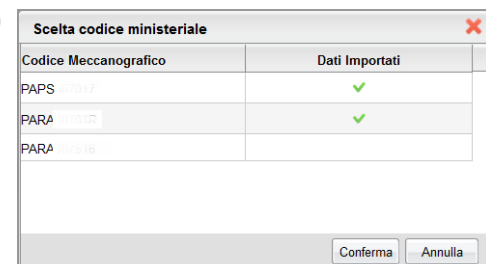 Scelta codice ministeriale
Codice Meccanografico Dati Importati
PAPS
PARA
PARA
Conferma Annulla